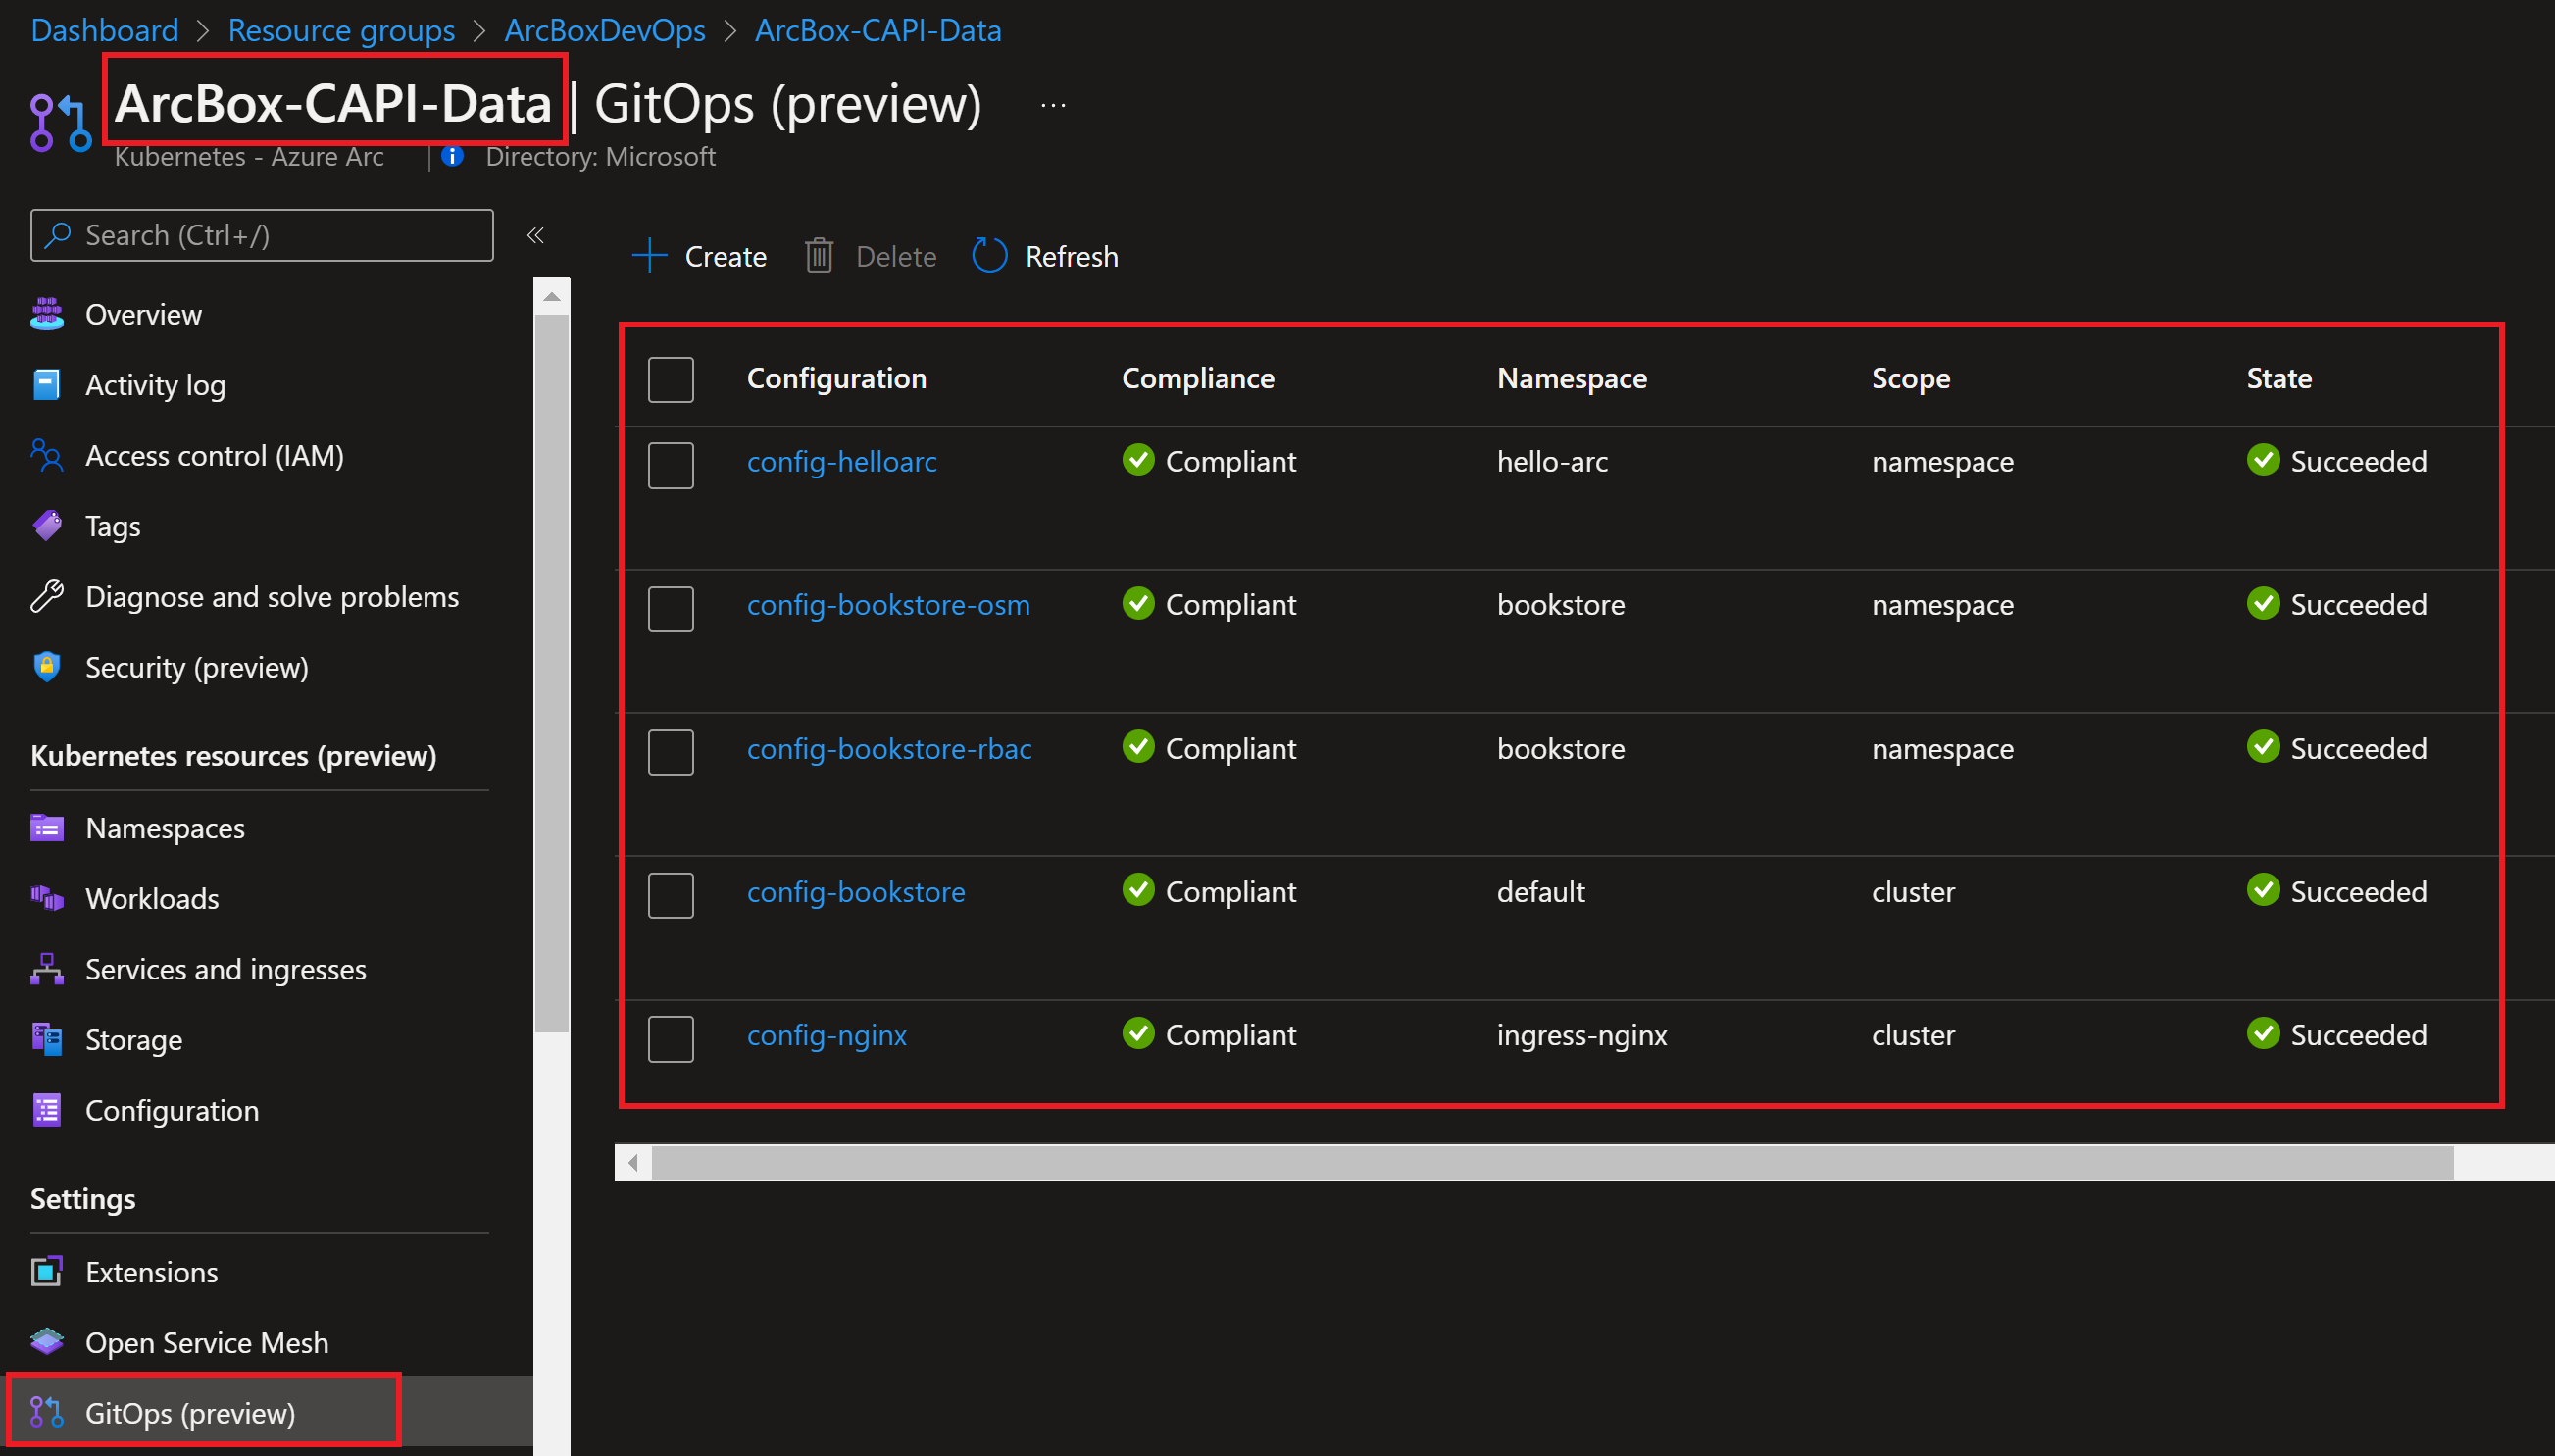 Dashboard > Resource groups > ArcBoxDevOps > ArcBox-CAPI-Data
ArcBox-CAPI-Data | GitOps (preview) ...
Kubernetes - Azure Arc | Directory: Microsoft
Search (Ctrl+/) «
Overview
Activity log
Access control (IAM)
Tags
Diagnose and solve problems
Security (preview)
Kubernetes resources (preview)
Namespaces
Workloads
Services and ingresses
Storage
Configuration
Settings
Extensions
Open Service Mesh
GitOps (preview)
Create Delete Refresh
Configuration Compliance Namespace Scope State
config-helloarc Compliant hello-arc namespace Succeeded
config-bookstore-osm Compliant bookstore namespace Succeeded
config-bookstore-rbac Compliant bookstore namespace Succeeded
config-bookstore Compliant default cluster Succeeded
config-nginx Compliant ingress-nginx cluster Succeeded